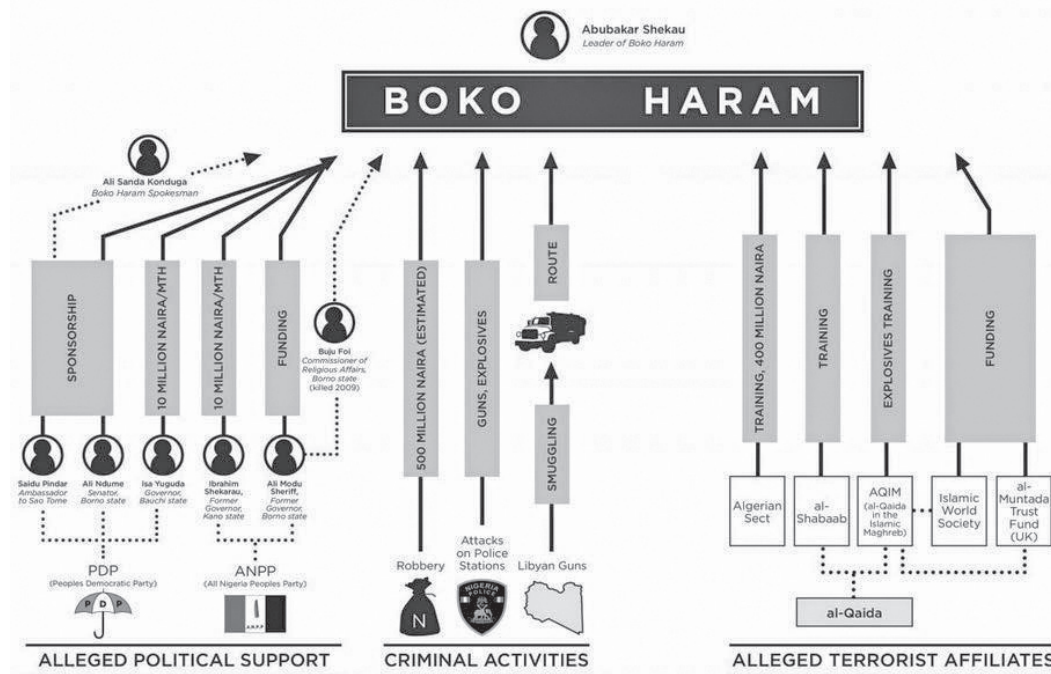 Abubakar Shekau
Leader of Boko Haram
BOKO HARAM
Ali Sanda Konduga
Boko Haram Spokesman
SPONSORSHIP
10 MILLION NAIRA/MTH
10 MILLION NAIRA/MTH
FUNDING
Buju Foi
Commissioner of
Religious Affairs,
Borno state
(killed 2009)
500 MILLION NAIRA (ESTIMATED)
GUNS, EXPLOSIVES
ROUTE
SMUGGLING
TRAINING, 400 MILLION NAIRA
TRAINING
EXPLOSIVES TRAINING
FUNDING
Saidu Pindar
Ambassador
to Sao Tome
Ali Ndume
Senator,
Borno state
Isa Yuguda
Governor,
Bauchi state
Ibrahim
Shekarau,
Former
Governor,
Kano state
Ali Modu
Sheriff,
Former
Governor,
Borno state
PDP
(Peoples Democratic Party)
P D P
ANPP
(All Nigeria Peoples Party)
A.N.P.P
Robbery
N
Attacks
on Police
Stations
NIGERIA
POLICE
Libyan Guns
Algerian
Sect
al-
Shabaab
AQIM
(al-Qaida
in the
Islamic
Maghreb)
Islamic
World
Society
al-
Muntada
Trust
Fund
(UK)
al-Qaida
ALLEGED POLITICAL SUPPORT
CRIMINAL ACTIVITIES
ALLEGED TERRORIST AFFILIATES